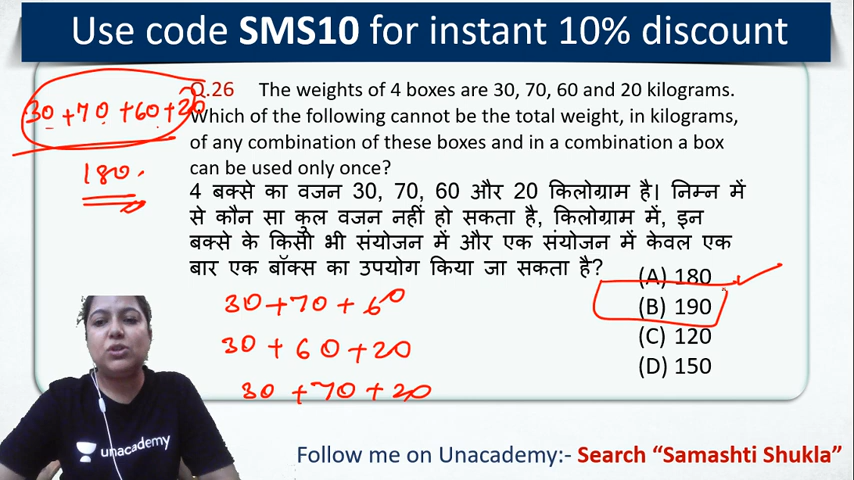 Use code SMS10 for instant 10% discount
30 + 70 + 60 + 20
180.
Q.26 The weights of 4 boxes are 30, 70, 60 and 20 kilograms.
Which of the following cannot be the total weight, in kilograms,
of any combination of these boxes and in a combination a box
can be used only once?
4 बक्से का वजन 30, 70, 60 और 20 किलोग्राम है। निम्न में
से कौन सा कुल वजन नहीं हो सकता है, किलोग्राम में, इन
बक्से के किसी भी संयोजन में और एक संयोजन में केवल एक
बार एक बॉक्स का उपयोग किया जा सकता है?
(A) 180
(B) 190
(C) 120
(D) 150
30 + 70 + 60
30 + 60 + 20
30 + 70 + 20
unacademy
Follow me on Unacademy:- Search “Samashti Shukla”